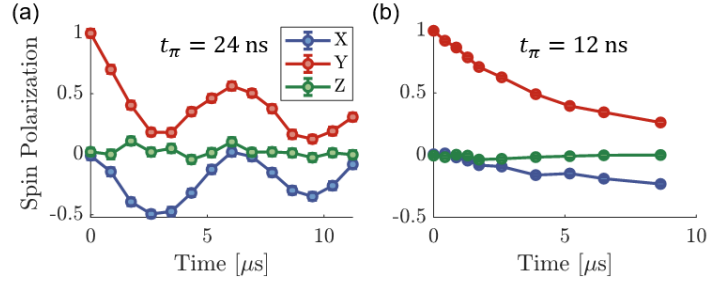 (a)
t_π = 24 ns
X
Y
Z
Spin Polarization
1
0.5
0
-0.5
0
5
10
Time [μs]
(b)
t_π = 12 ns
1
0.5
0
-0.5
0
5
10
Time [μs]